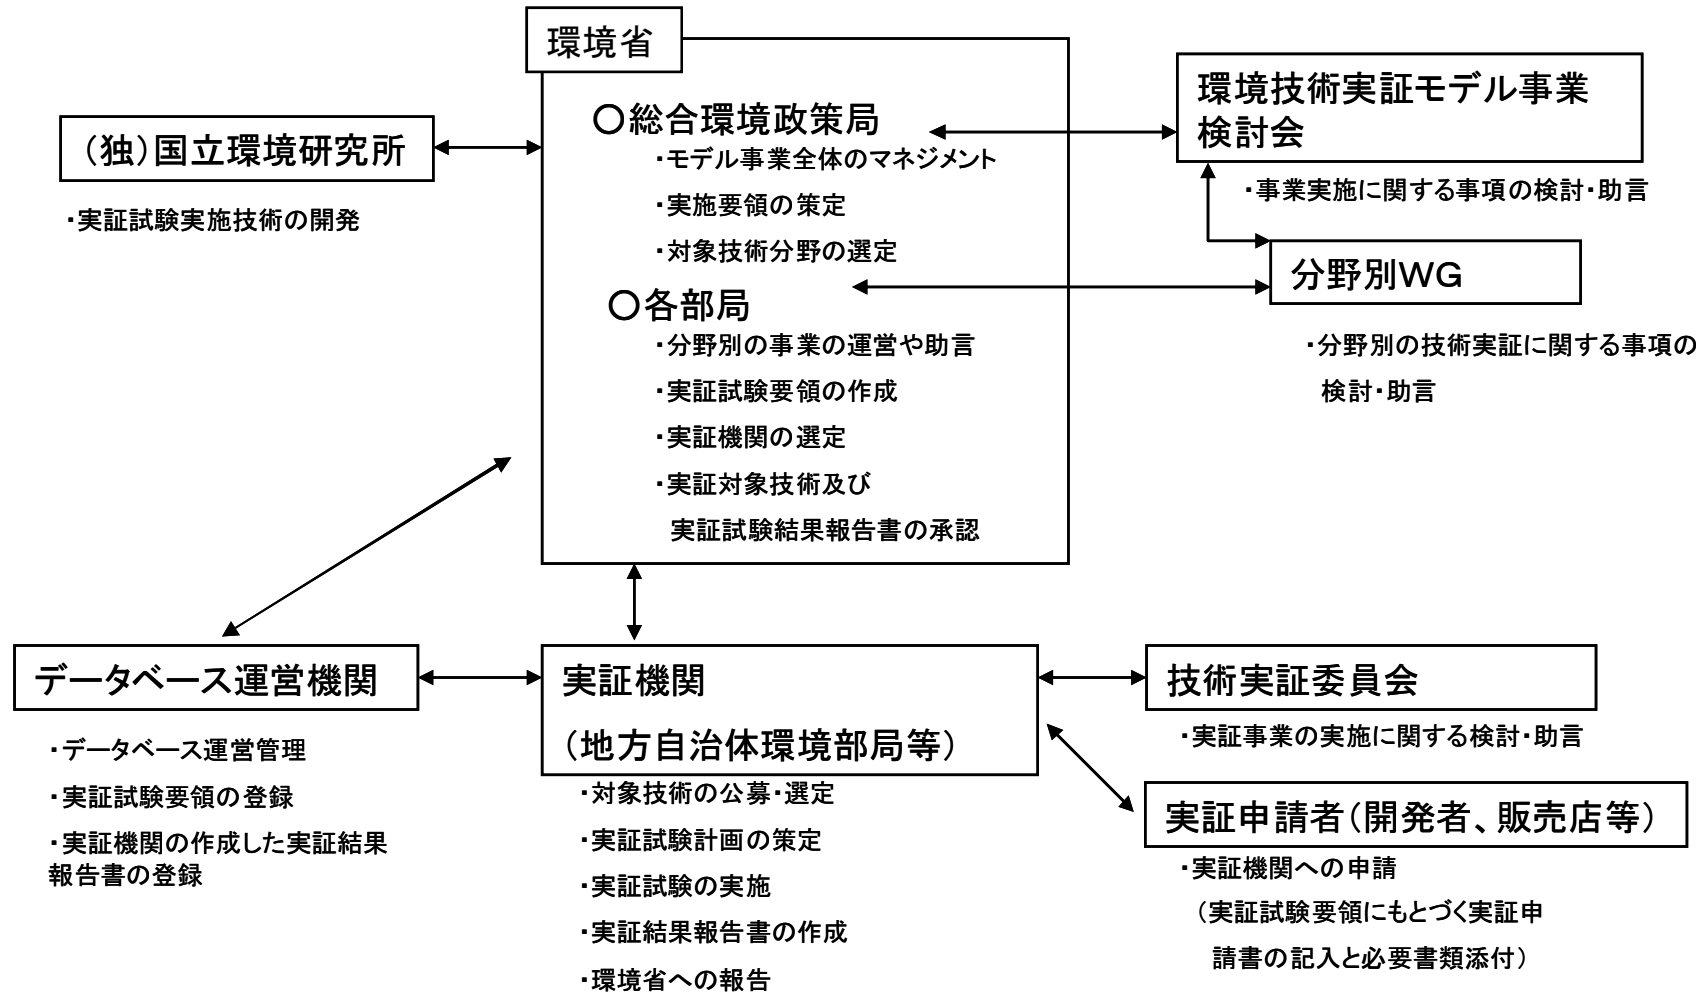 環境省
〇総合環境政策局
・モデル事業全体のマネジメント
・実施要領の策定
・対象技術分野の選定
〇各部局
・分野別の事業の運営や助言
・実証試験要領の作成
・実証機関の選定
・実証対象技術及び
実証試験結果報告書の承認
(独)国立環境研究所
・実証試験実施技術の開発
環境技術実証モデル事業
検討会
・事業実施に関する事項の検討・助言
分野別WG
・分野別の技術実証に関する事項の
検討・助言
データベース運営機関
・データベース運営管理
・実証試験要領の登録
・実証機関の作成した実証結果
報告書の登録
実証機関
(地方自治体環境部局等)
・対象技術の公募・選定
・実証試験計画の策定
・実証試験の実施
・実証結果報告書の作成
・環境省への報告
技術実証委員会
・実証事業の実施に関する検討・助言
実証申請者(開発者、販売店等)
・実証機関への申請
(実証試験要領にもとづく実証申
請書の記入と必要書類添付)